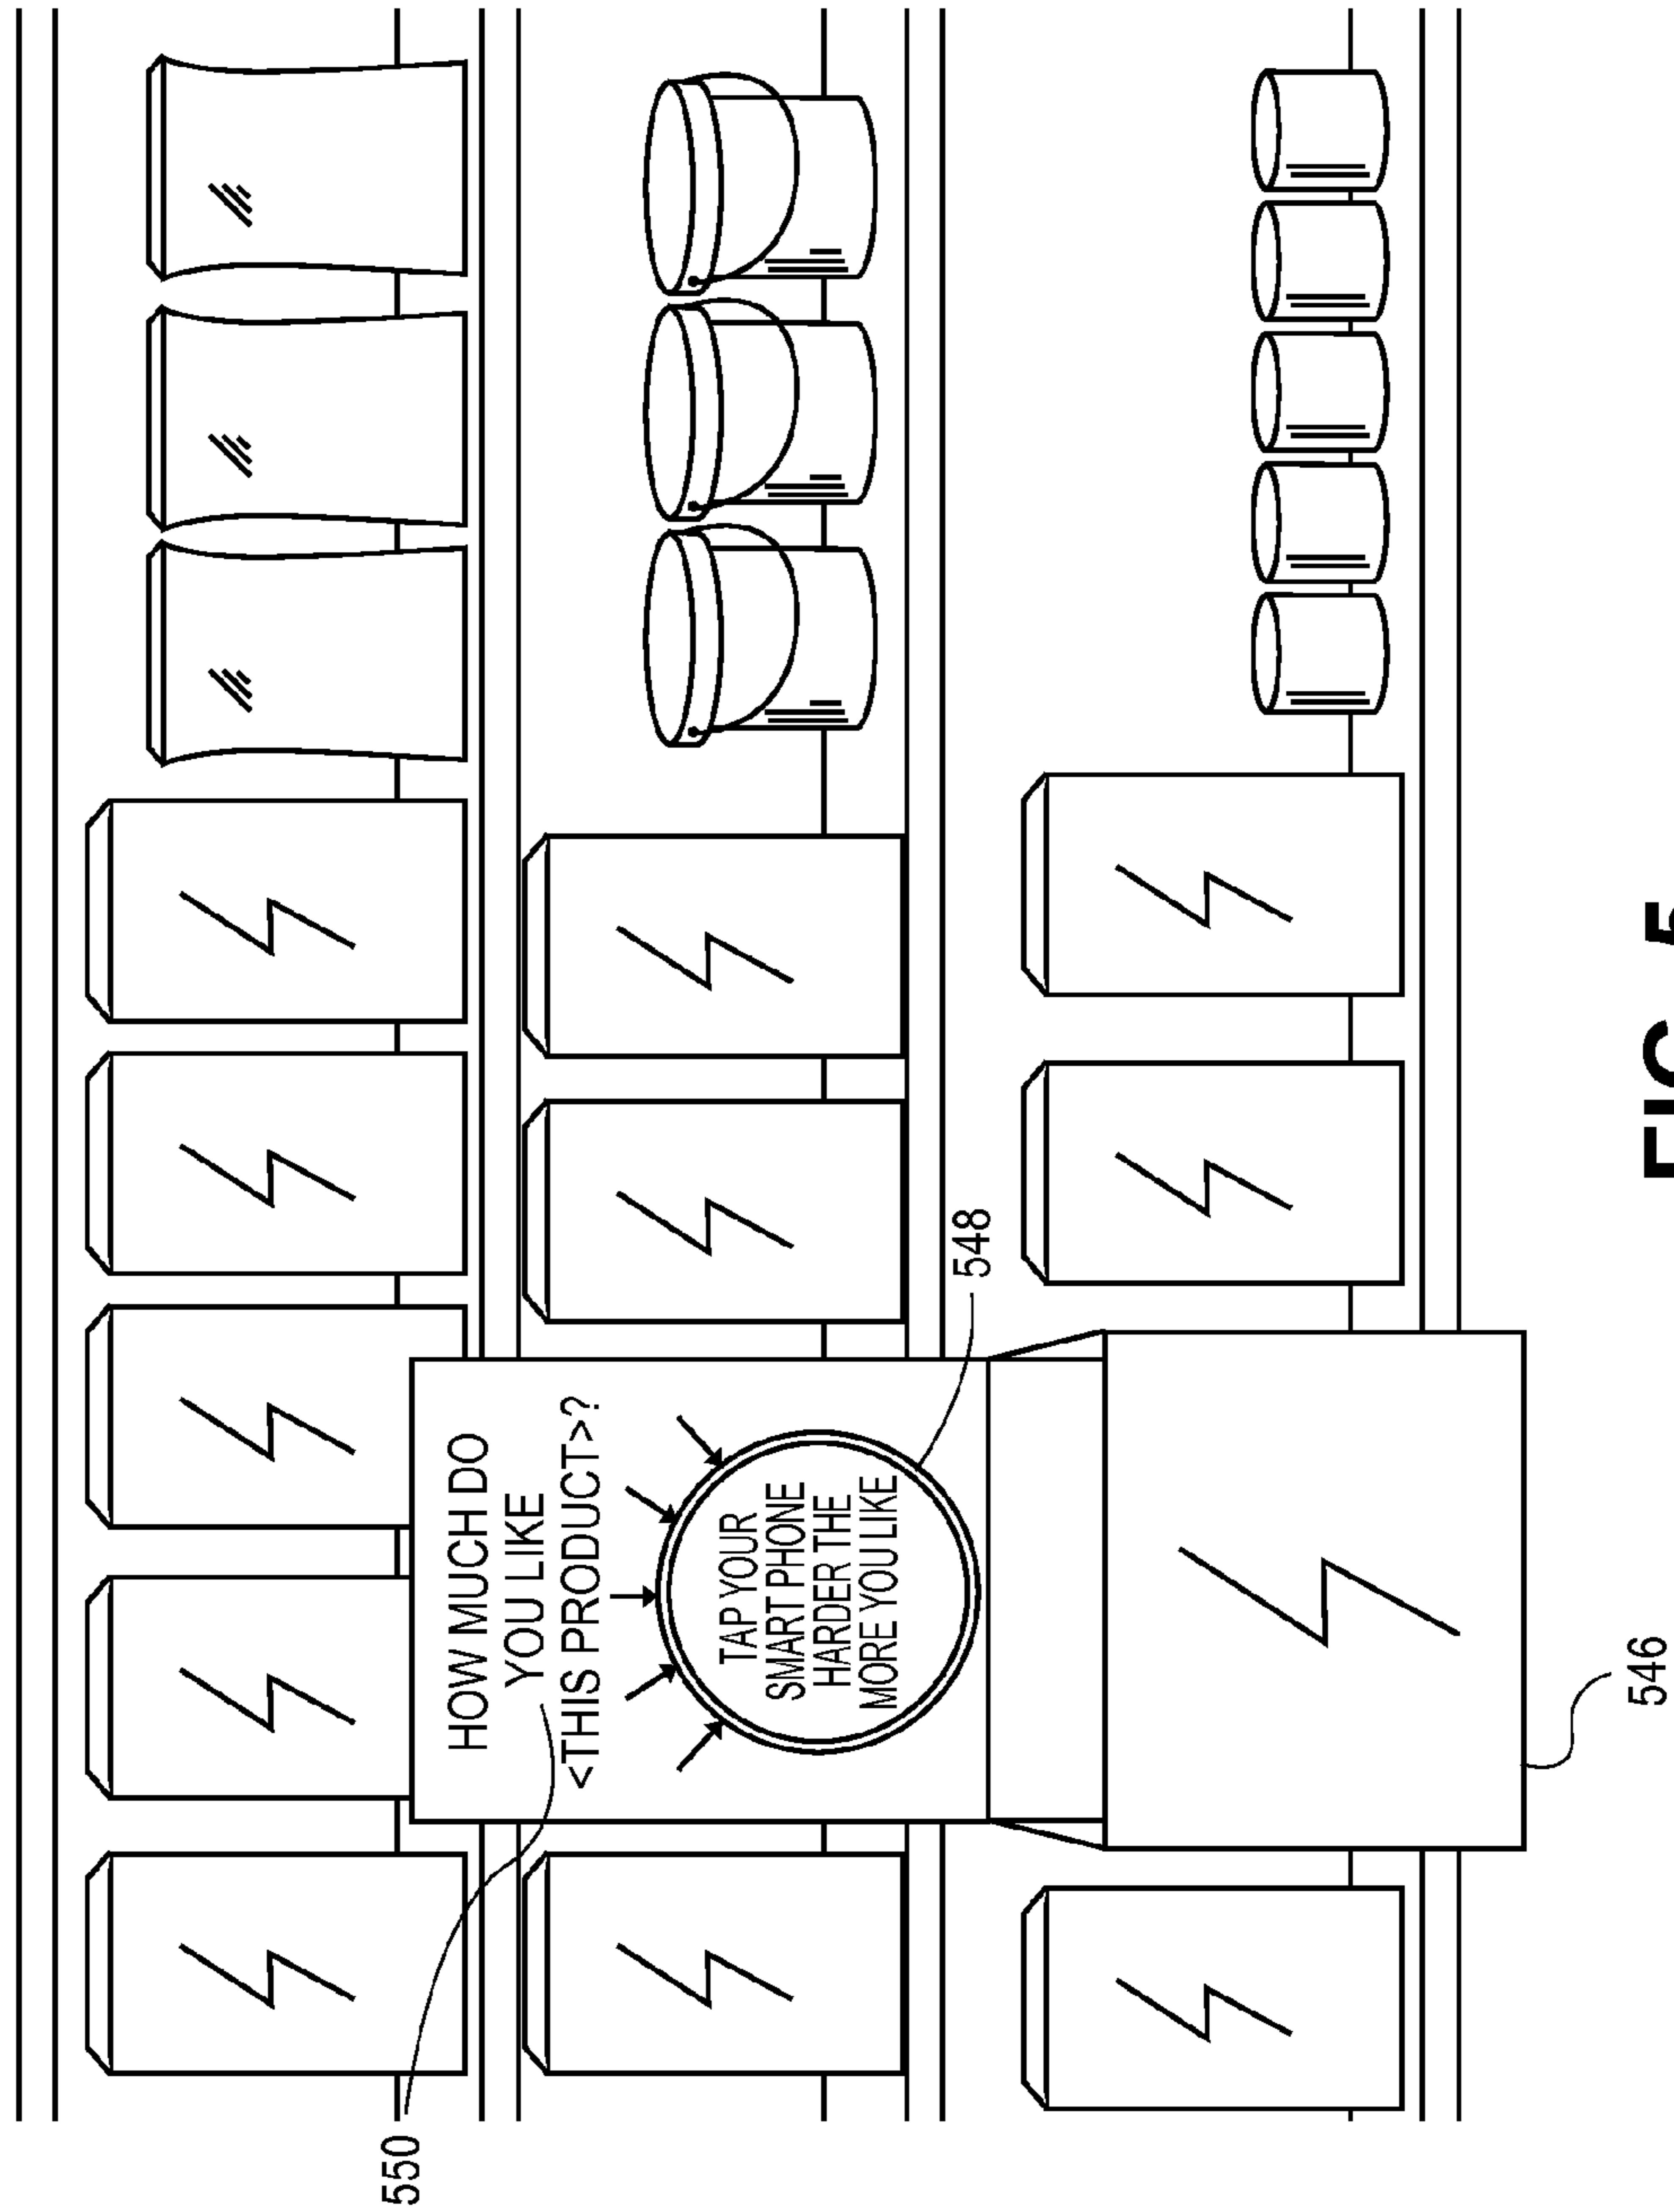 550
HOW MUCH DO
YOU LIKE
<THIS PRODUCT>?
TAP YOUR
SMART PHONE
HARDER THE
MORE YOU LIKE
548
546
FIG. 5